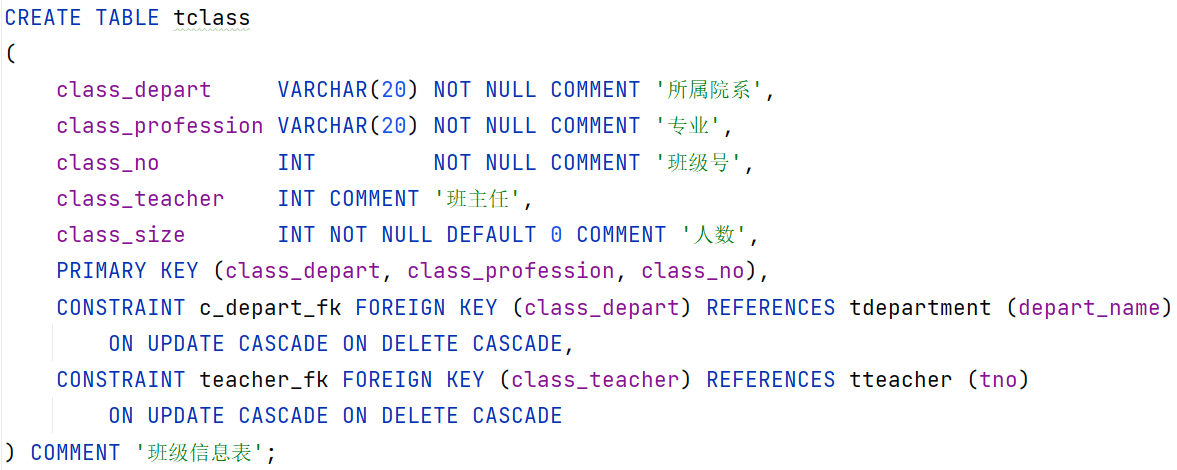 CREATE TABLE tclass
(
    class_depart     VARCHAR(20) NOT NULL COMMENT '所属院系',
    class_profession VARCHAR(20) NOT NULL COMMENT '专业',
    class_no         INT         NOT NULL COMMENT '班级号',
    class_teacher    INT COMMENT '班主任',
    class_size       INT NOT NULL DEFAULT 0 COMMENT '人数',
    PRIMARY KEY (class_depart, class_profession, class_no),
    CONSTRAINT c_depart_fk FOREIGN KEY (class_depart) REFERENCES tdepartment (depart_name)
        ON UPDATE CASCADE ON DELETE CASCADE,
    CONSTRAINT teacher_fk FOREIGN KEY (class_teacher) REFERENCES tteacher (tno)
        ON UPDATE CASCADE ON DELETE CASCADE
) COMMENT '班级信息表';